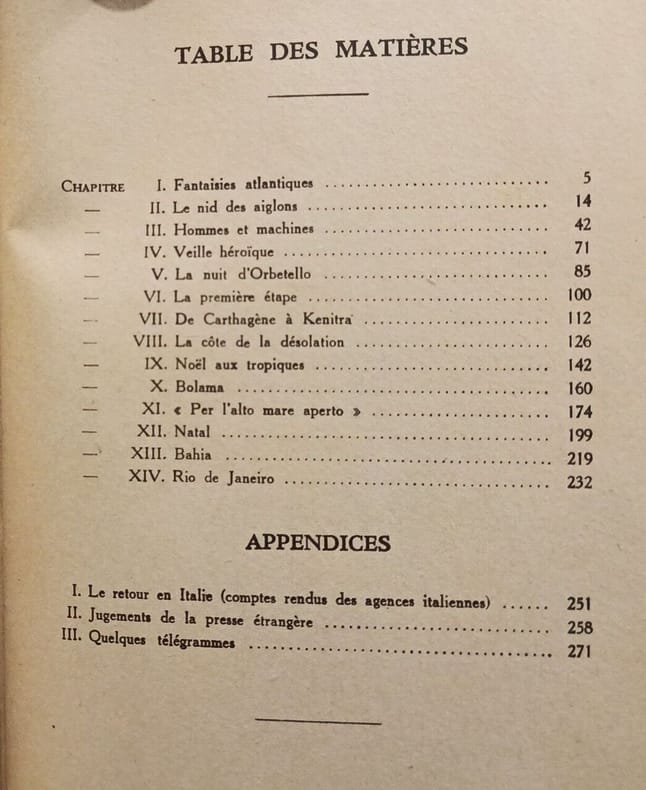 TABLE DES MATIÈRES
CHAPITRE I. Fantaisies atlantiques ........................... 5
— II. Le nid des aiglons ............................. 14
— III. Hommes et machines ........................... 42
— IV. Veille héroïque ................................ 71
— V. La nuit d'Orbetello ........................... 85
— VI. La première étape ............................. 100
— VII. De Carthagène à Kenitra ...................... 112
— VIII. La côte de la désolation ....................... 126
— IX. Noël aux tropiques ............................ 142
— X. Bolama ..................................... 160
— XI. « Per l'alto mare aperto » ...................... 174
— XII. Natal ....................................... 199
— XIII. Bahia ....................................... 219
— XIV. Rio de Janeiro ................................ 232
APPENDICES
I. Le retour en Italie (comptes rendus des agences italiennes) ...... 251
II. Jugements de la presse étrangère ........................... 258
III. Quelques télégrammes .................................... 271